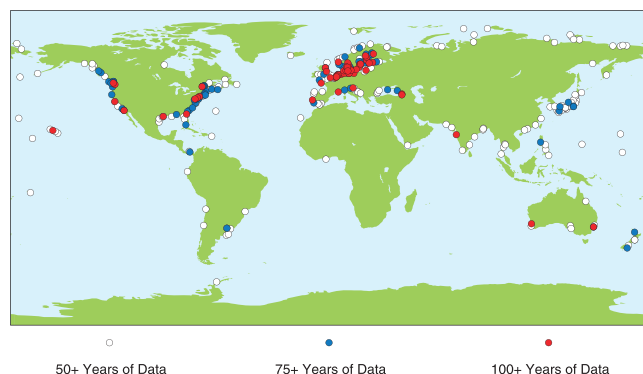 50+ Years of Data
75+ Years of Data
100+ Years of Data